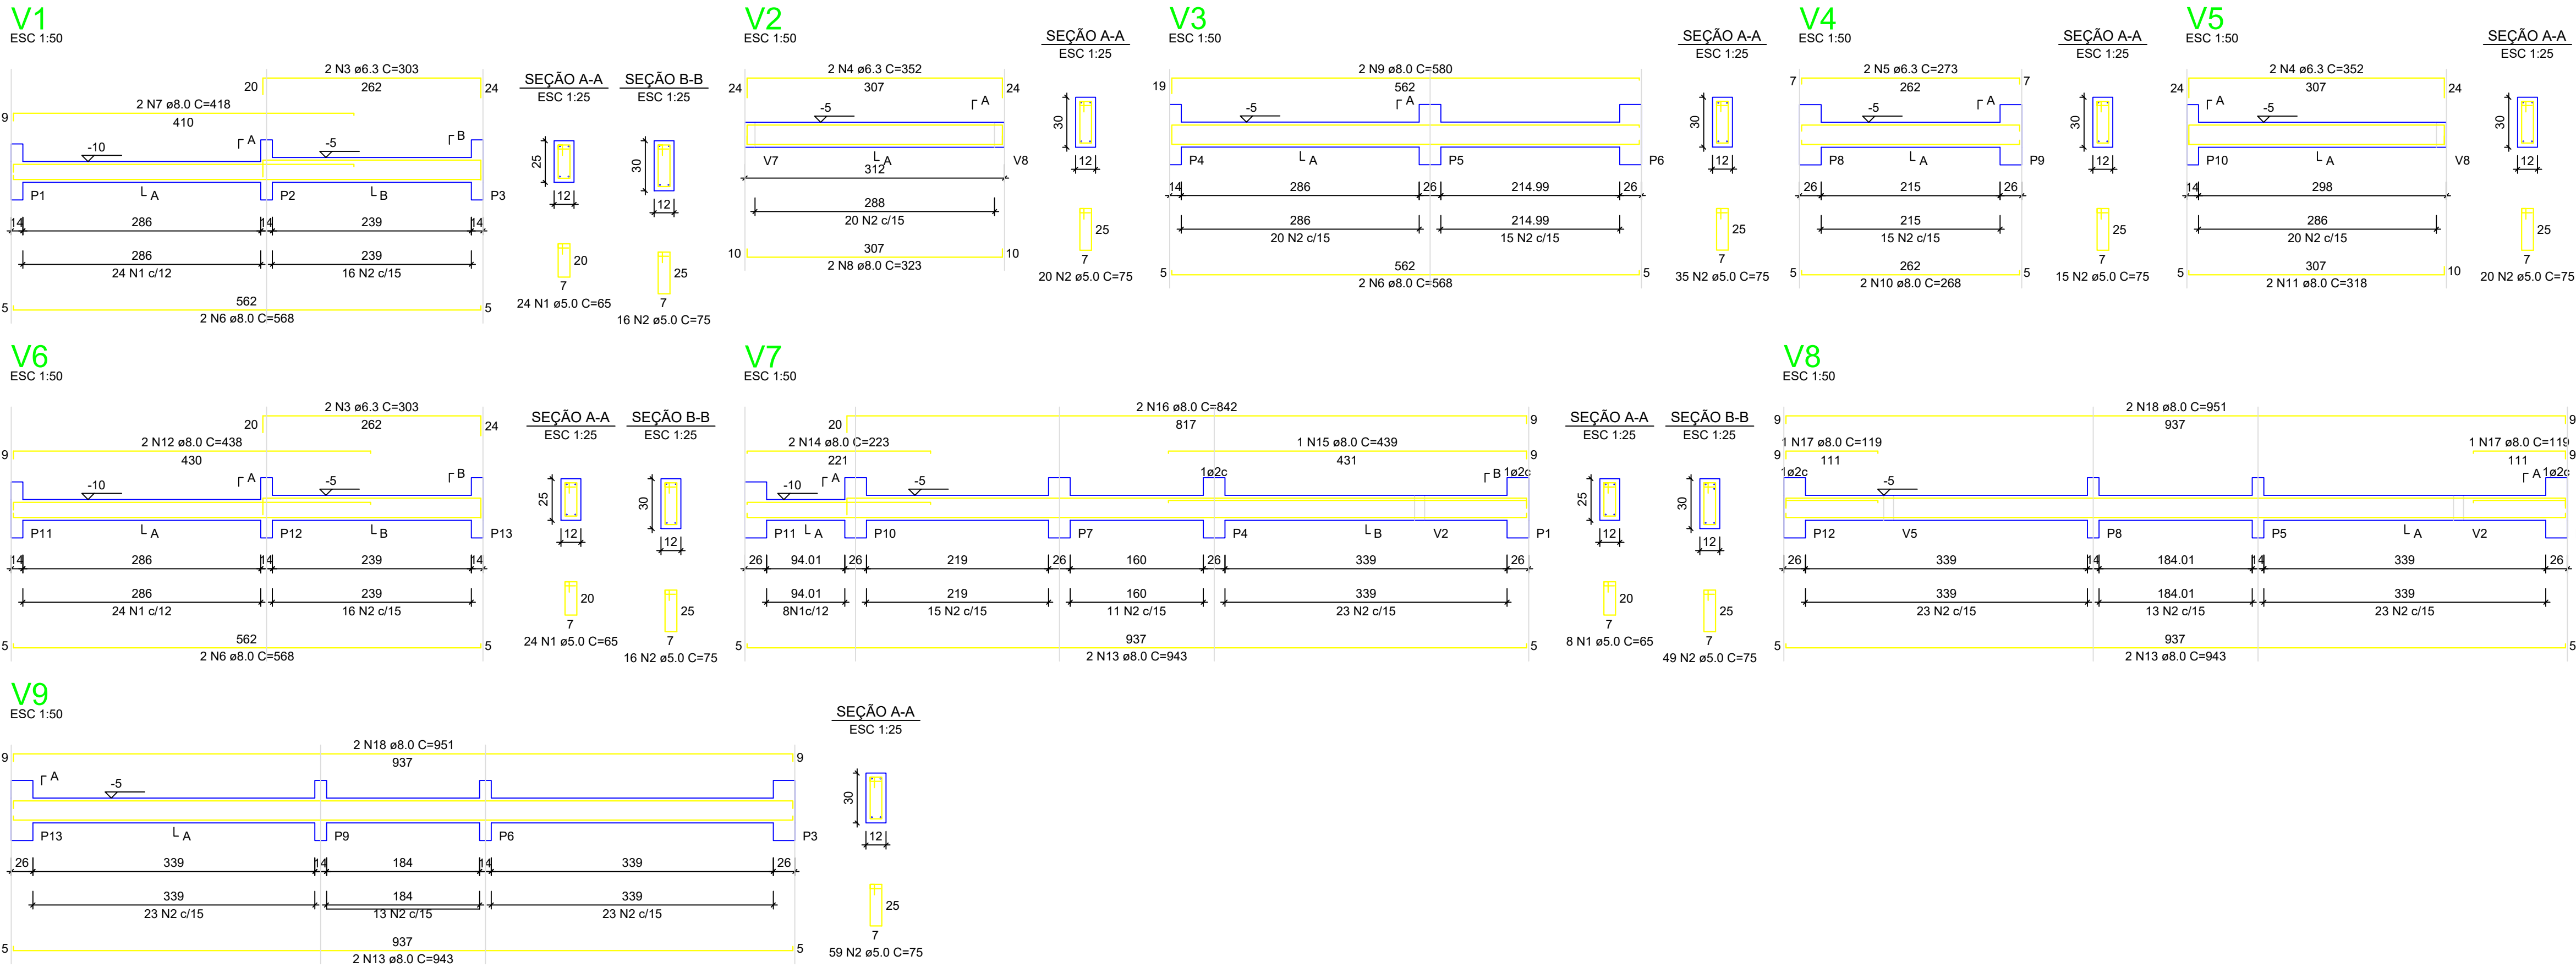 V1
ESC 1:50
2 N3 ø6.3 C=303
20 262 24
2 N7 ø8.0 C=418
9 410
-10 -5
A B
P1 A P2 B P3
14 286 14 239 14
286 239
24 N1 c/12 16 N2 c/15
562
5 5
2 N6 ø8.0 C=568
SEÇÃO A-A
ESC 1:25
25
12
20
7
24 N1 ø5.0 C=65
SEÇÃO B-B
ESC 1:25
30
12
25
7
16 N2 ø5.0 C=75
V2
ESC 1:50
2 N4 ø6.3 C=352
24 307 24
-5 A
V7 A V8
312
288
20 N2 c/15
10 307 10
2 N8 ø8.0 C=323
SEÇÃO A-A
ESC 1:25
30
12
25
7
20 N2 ø5.0 C=75
V3
ESC 1:50
2 N9 ø8.0 C=580
19 562
-5 A
P4 A P5 P6
14 286 26 214.99 26
286 214.99
20 N2 c/15 15 N2 c/15
5 562 5
2 N6 ø8.0 C=568
SEÇÃO A-A
ESC 1:25
30
12
25
7
35 N2 ø5.0 C=75
V4
ESC 1:50
2 N5 ø6.3 C=273
7 262 7
-5 A
P8 A P9
26 215 26
215
15 N2 c/15
5 262 5
2 N10 ø8.0 C=268
SEÇÃO A-A
ESC 1:25
30
12
25
7
15 N2 ø5.0 C=75
V5
ESC 1:50
2 N4 ø6.3 C=352
24 307 24
A -5
P10 A V8
14 298
286
20 N2 c/15
5 307 10
2 N11 ø8.0 C=318
SEÇÃO A-A
ESC 1:25
30
12
25
7
20 N2 ø5.0 C=75
V6
ESC 1:50
2 N3 ø6.3 C=303
20 262 24
2 N12 ø8.0 C=438
9 430
-10 -5
A B
P11 A P12 B P13
14 286 14 239 14
286 239
24 N1 c/12 16 N2 c/15
5 562 5
2 N6 ø8.0 C=568
SEÇÃO A-A
ESC 1:25
25
12
20
7
24 N1 ø5.0 C=65
SEÇÃO B-B
ESC 1:25
30
12
25
7
16 N2 ø5.0 C=75
V7
ESC 1:50
2 N16 ø8.0 C=842
20 817 9
2 N14 ø8.0 C=223 1 N15 ø8.0 C=439
221 431 9
1ø2c 1ø2c
-10 A -5 B
P11 A P10 P7 P4 B V2 P1
26 94.01 26 219 26 160 26 339 26
94.01 219 160 339
8N1c/12 15 N2 c/15 11 N2 c/15 23 N2 c/15
5 937 5
2 N13 ø8.0 C=943
SEÇÃO A-A
ESC 1:25
25
12
20
7
8 N1 ø5.0 C=65
SEÇÃO B-B
ESC 1:25
30
12
25
7
49 N2 ø5.0 C=75
V8
ESC 1:50
2 N18 ø8.0 C=951
9 937 9
1 N17 ø8.0 C=119 1 N17 ø8.0 C=119
9 111 111 9
1ø2c 1ø2c
-5 A
P12 V5 P8 P5 A V2
26 339 14 184.01 14 339 26
339 184.01 339
23 N2 c/15 13 N2 c/15 23 N2 c/15
5 937 5
2 N13 ø8.0 C=943
V9
ESC 1:50
2 N18 ø8.0 C=951
9 937 9
A -5
P13 A P9 P6 P3
26 339 14 184 14 339 26
339 184 339
23 N2 c/15 13 N2 c/15 23 N2 c/15
5 937 5
2 N13 ø8.0 C=943
SEÇÃO A-A
ESC 1:25
30
12
25
7
59 N2 ø5.0 C=75